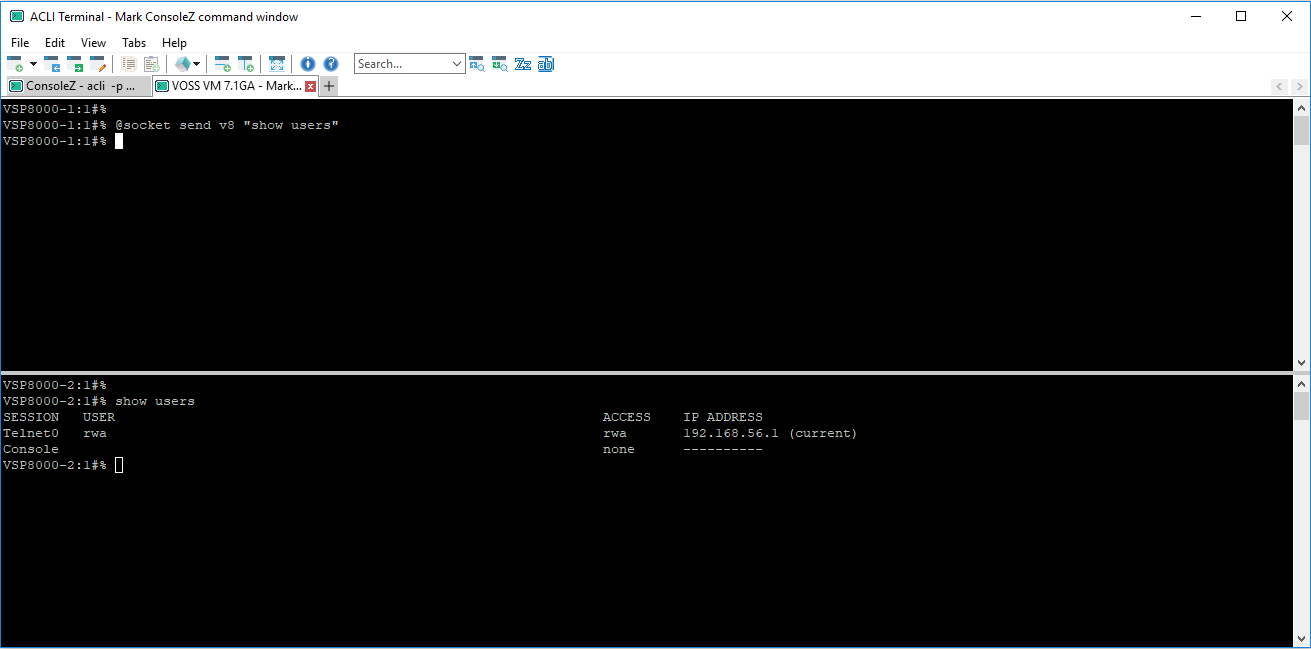 ACLI Terminal - Mark ConsoleZ command window
File Edit View Tabs Help
Search...
ConsoleZ - acli -p ... VOSS VM 7.1GA - Mark...
VSP8000-1:1#%
VSP8000-1:1#% @socket send v8 "show users"
VSP8000-1:1#%
VSP8000-2:1#%
VSP8000-2:1#% show users
SESSION USER ACCESS IP ADDRESS
Telnet0 rwa rwa 192.168.56.1 (current)
Console none ----------
VSP8000-2:1#%